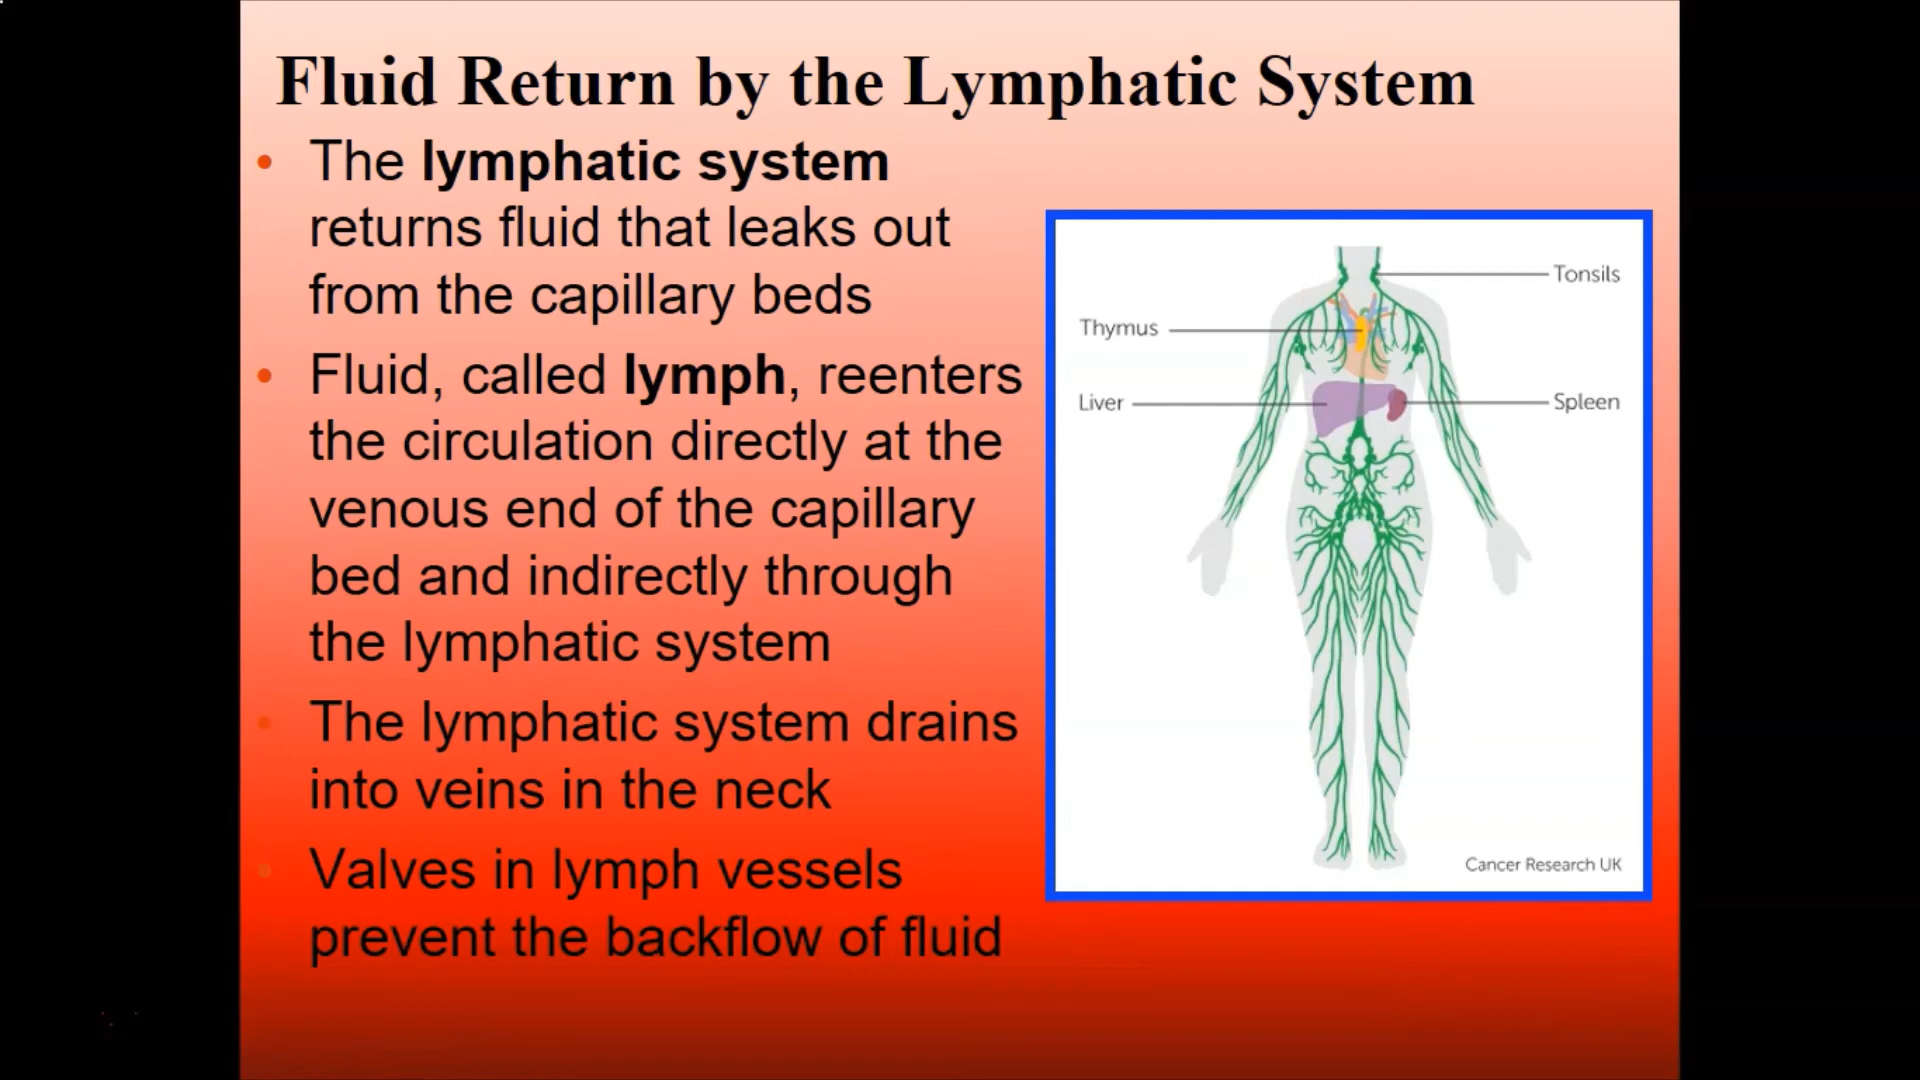 Fluid Return by the Lymphatic System
• The lymphatic system
returns fluid that leaks out
from the capillary beds
• Fluid, called lymph, reenters
the circulation directly at the
venous end of the capillary
bed and indirectly through
the lymphatic system
• The lymphatic system drains
into veins in the neck
• Valves in lymph vessels
prevent the backflow of fluid
Tonsils
Thymus
Liver
Spleen
Cancer Research UK